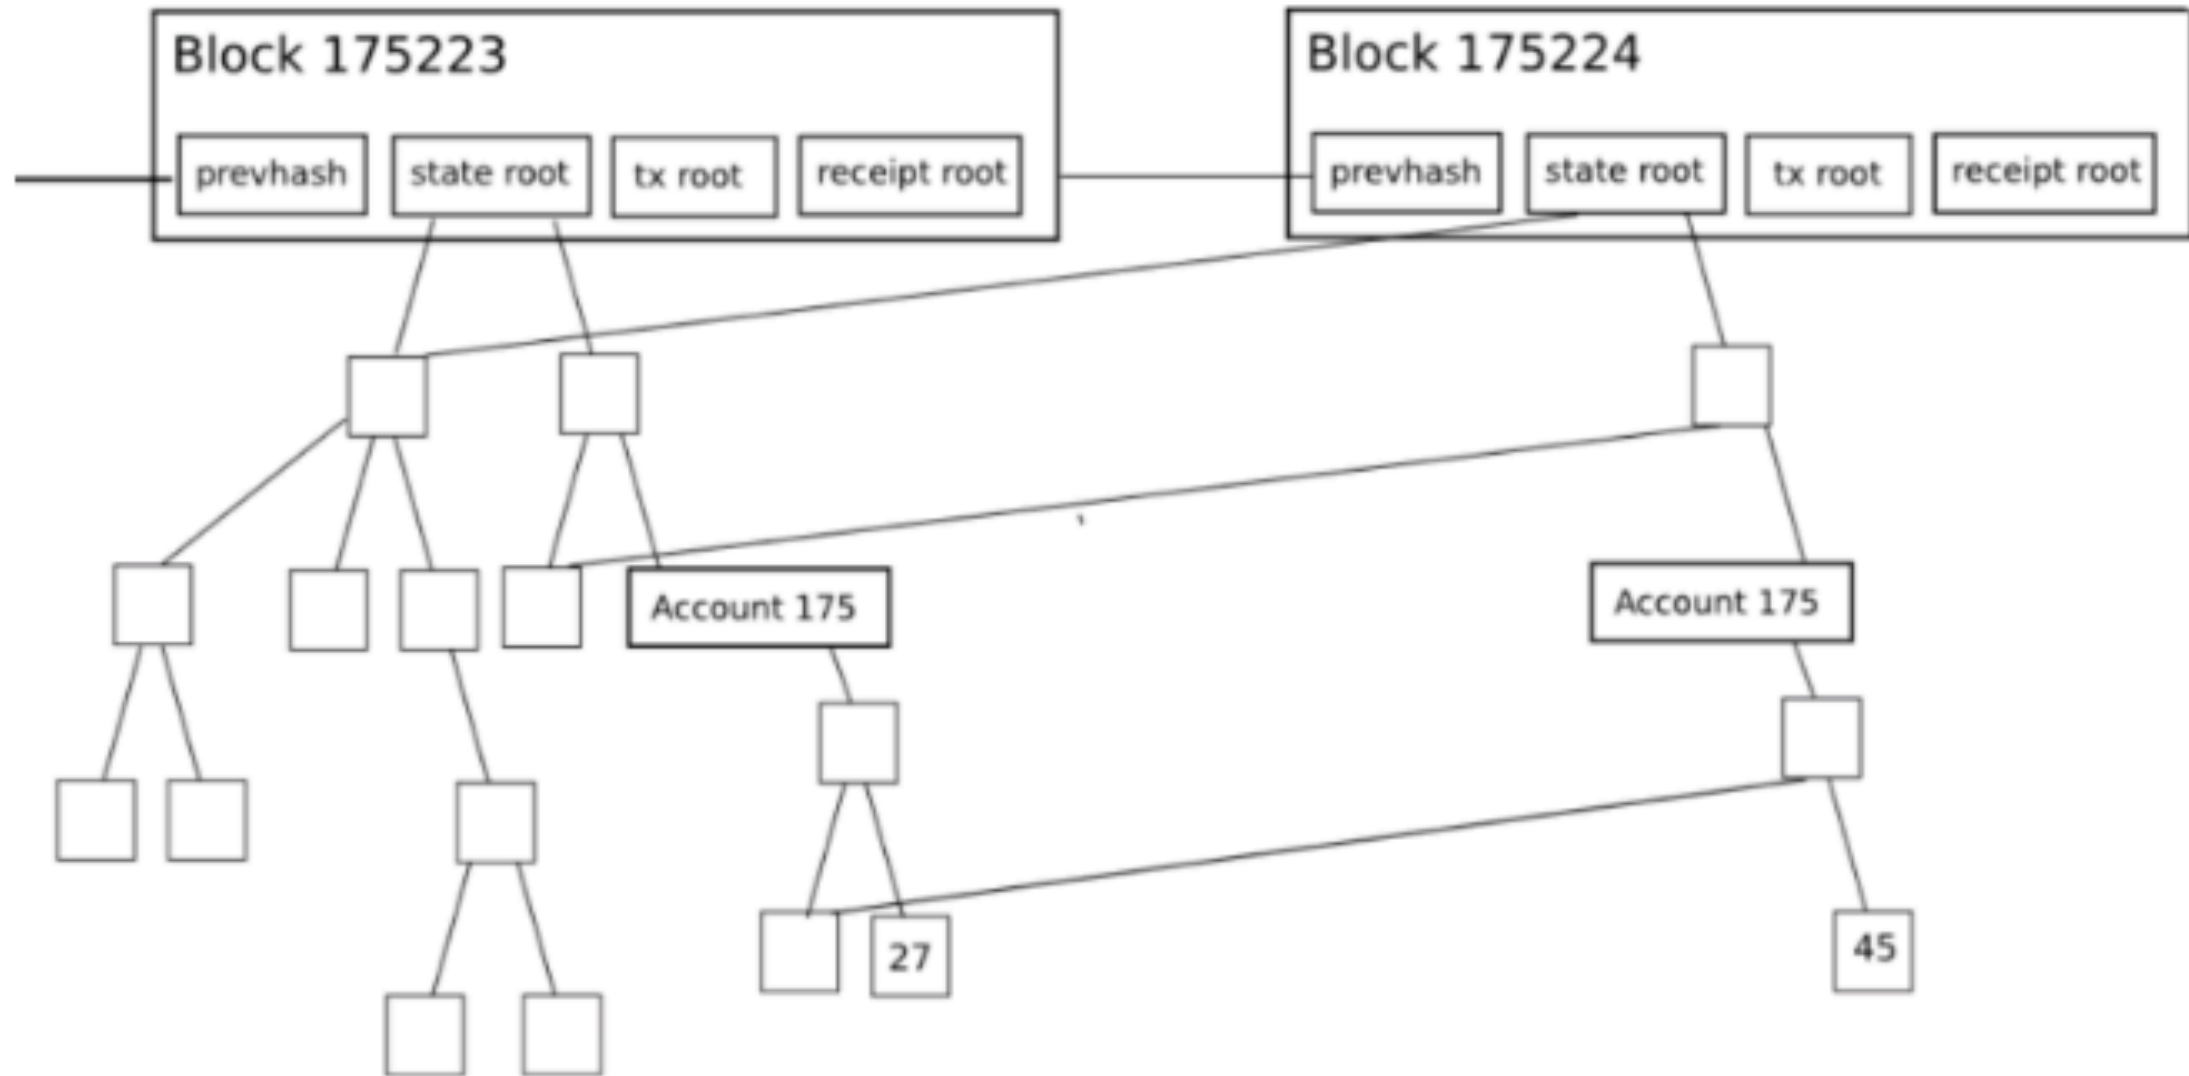 Block 175223
prevhash
state root
tx root
receipt root
Block 175224
prevhash
state root
tx root
receipt root
Account 175
Account 175
27
45